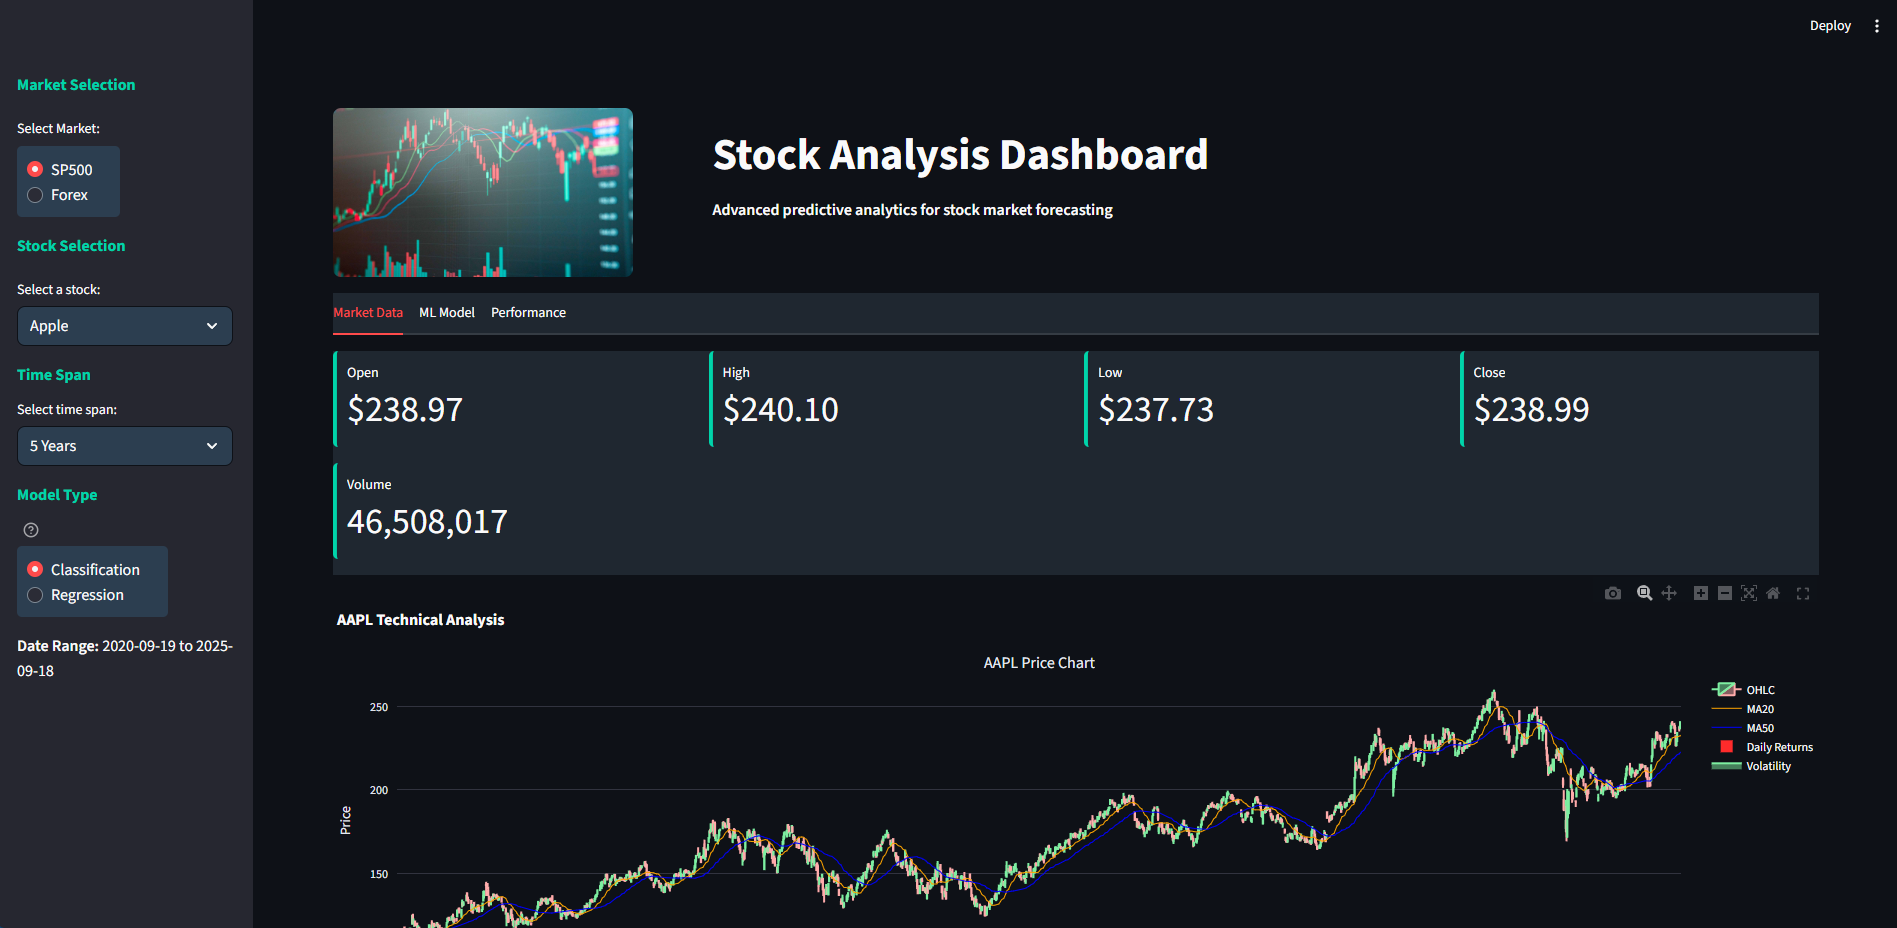 Deploy
Market Selection
Select Market:
SP500
Forex
Stock Selection
Select a stock:
Apple
Time Span
Select time span:
5 Years
Model Type
Classification
Regression
Date Range: 2020-09-19 to 2025-
09-18
Stock Analysis Dashboard
Advanced predictive analytics for stock market forecasting
Market Data ML Model Performance
Open
$238.97
High
$240.10
Low
$237.73
Close
$238.99
Volume
46,508,017
AAPL Technical Analysis
AAPL Price Chart
OHLC
MA20
MA50
Daily Returns
Volatility
Price
250
200
150